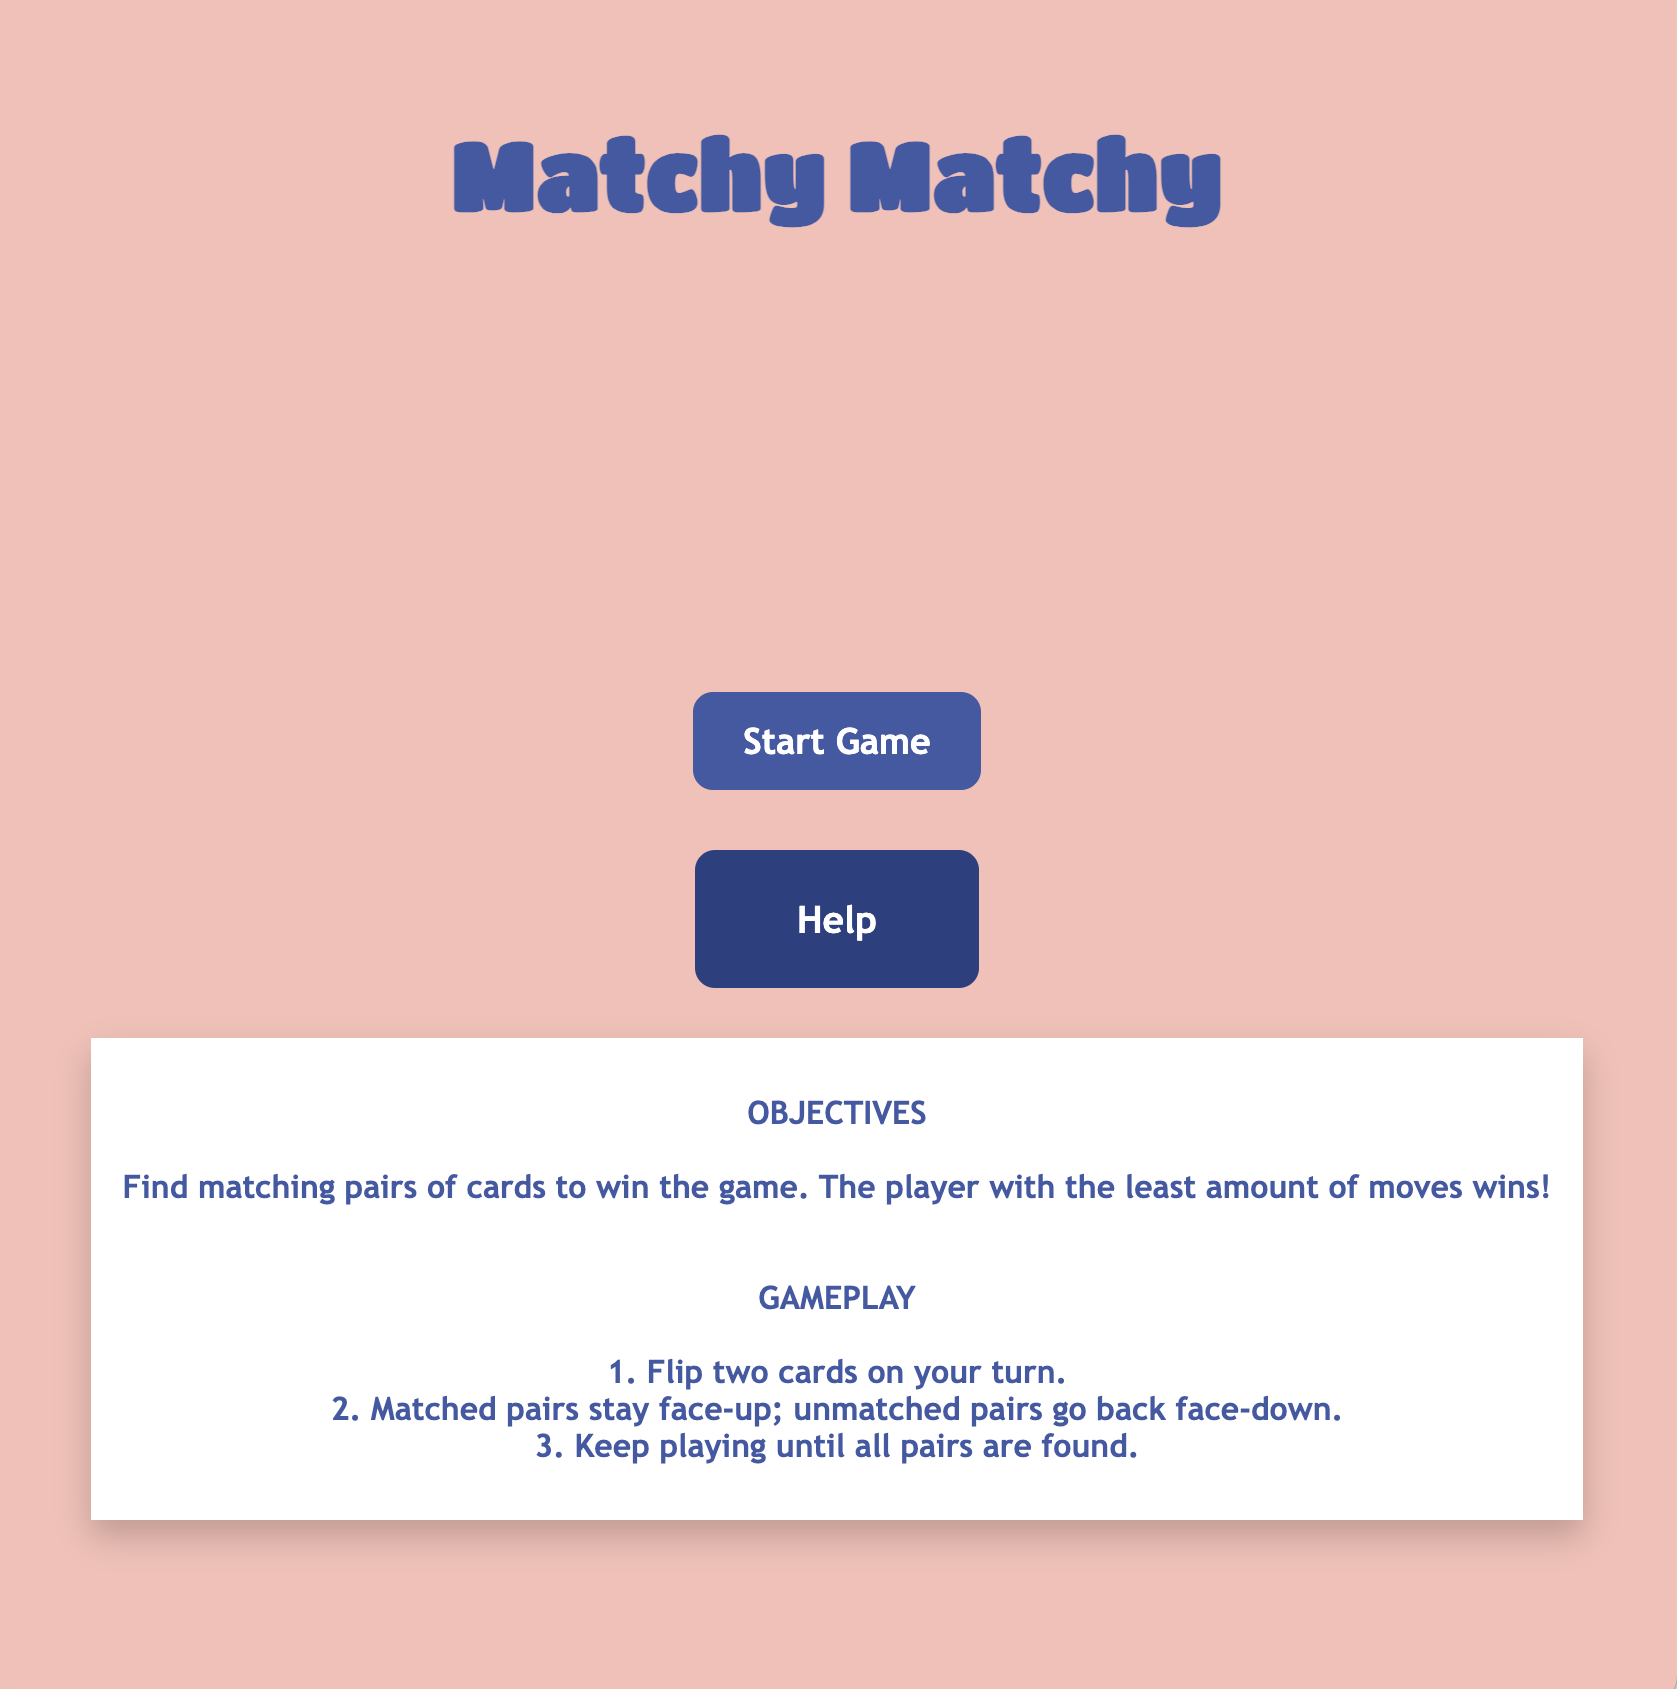 Matchy Matchy
Start Game
Help
OBJECTIVES
Find matching pairs of cards to win the game. The player with the least amount of moves wins!
GAMEPLAY
1. Flip two cards on your turn.
2. Matched pairs stay face-up; unmatched pairs go back face-down.
3. Keep playing until all pairs are found.